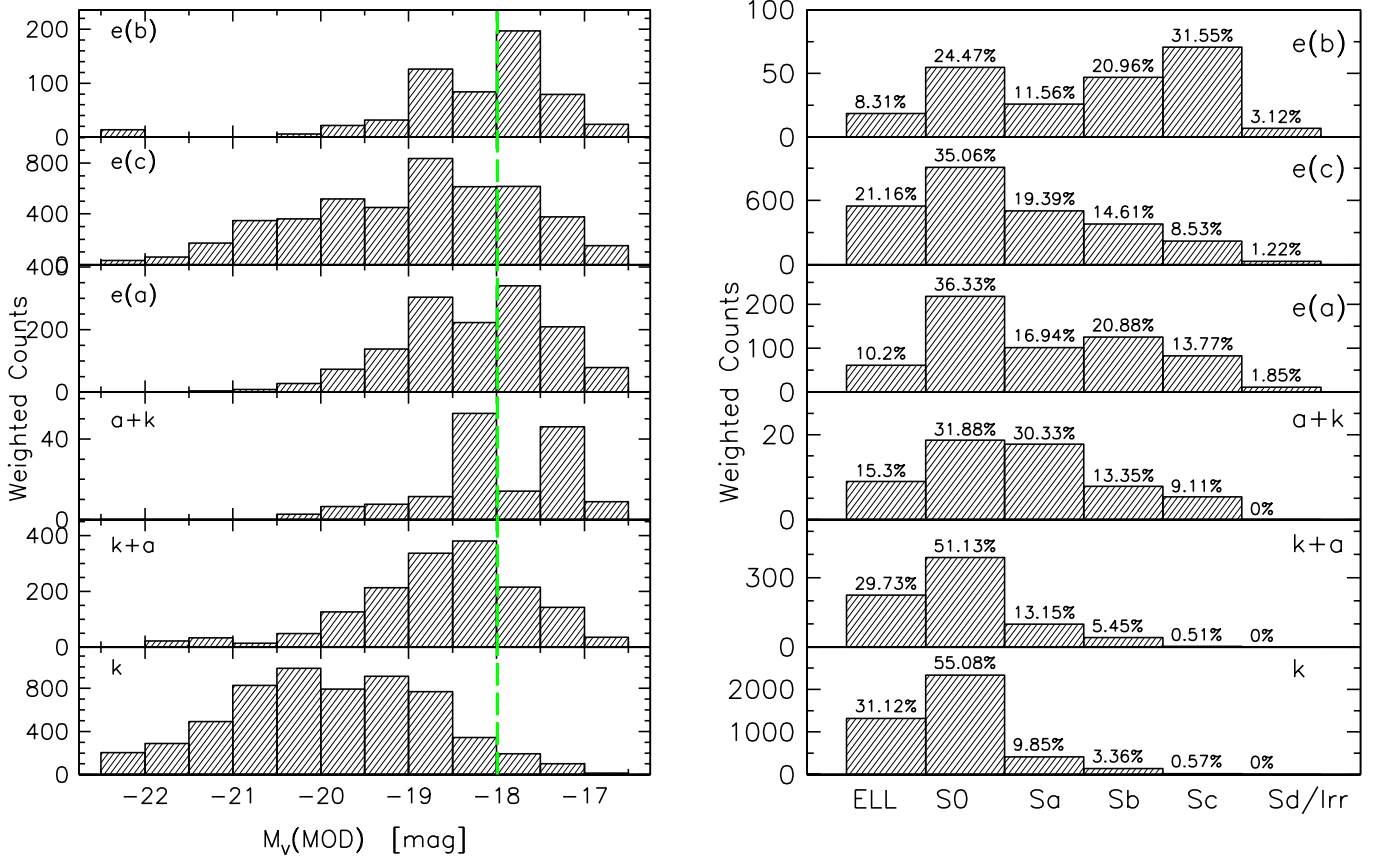 e(b)
200
100
0
e(c)
800
400
0
e(a)
400
200
0
a+k
40
0
k+a
400
200
0
k
800
400
0
Weighted Counts
−22 −21 −20 −19 −18 −17
M_V(MOD) [mag]
e(b)
100
50
0
8.31% 24.47% 11.56% 20.96% 31.55% 3.12%
e(c)
600
0
21.16% 35.06% 19.39% 14.61% 8.53% 1.22%
e(a)
200
100
0
10.2% 36.33% 16.94% 20.88% 13.77% 1.85%
a+k
20
0
15.3% 31.88% 30.33% 13.35% 9.11% 0%
k+a
300
0
29.73% 51.13% 13.15% 5.45% 0.51% 0%
k
2000
1000
0
31.12% 55.08% 9.85% 3.36% 0.57% 0%
Weighted Counts
ELL S0 Sa Sb Sc Sd/Irr